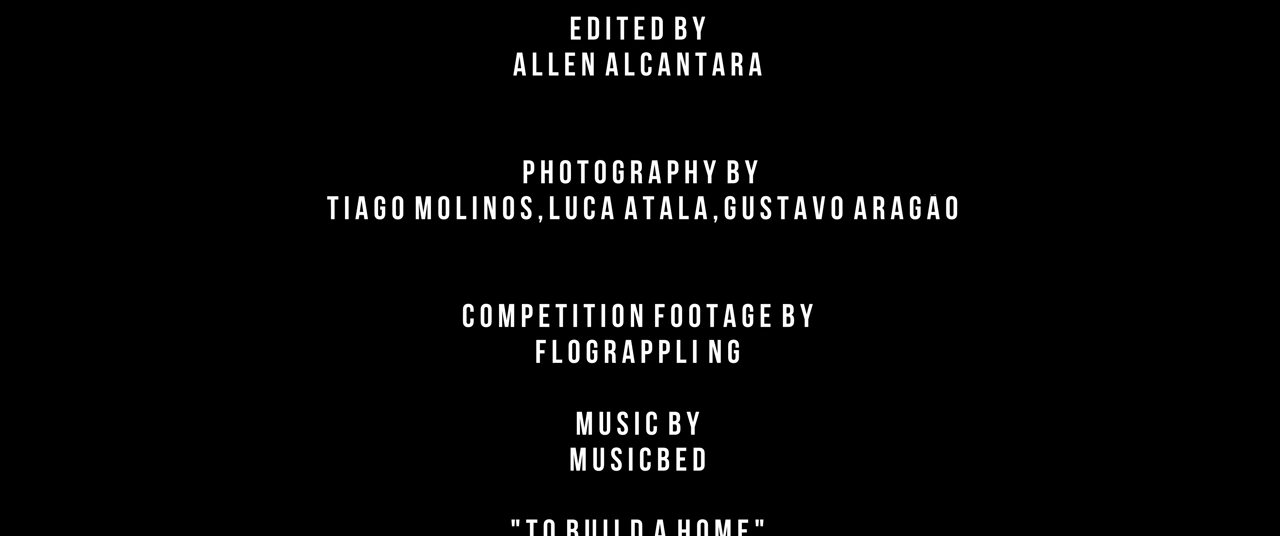 EDITED BY
ALLEN ALCANTARA
PHOTOGRAPHY BY
TIAGO MOLINOS,LUCA ATALA,GUSTAVO ARAGÃO
COMPETITION FOOTAGE BY
FLOGRAPPLI NG
MUSIC BY
MUSICBED
"TO BUILD A HOME"